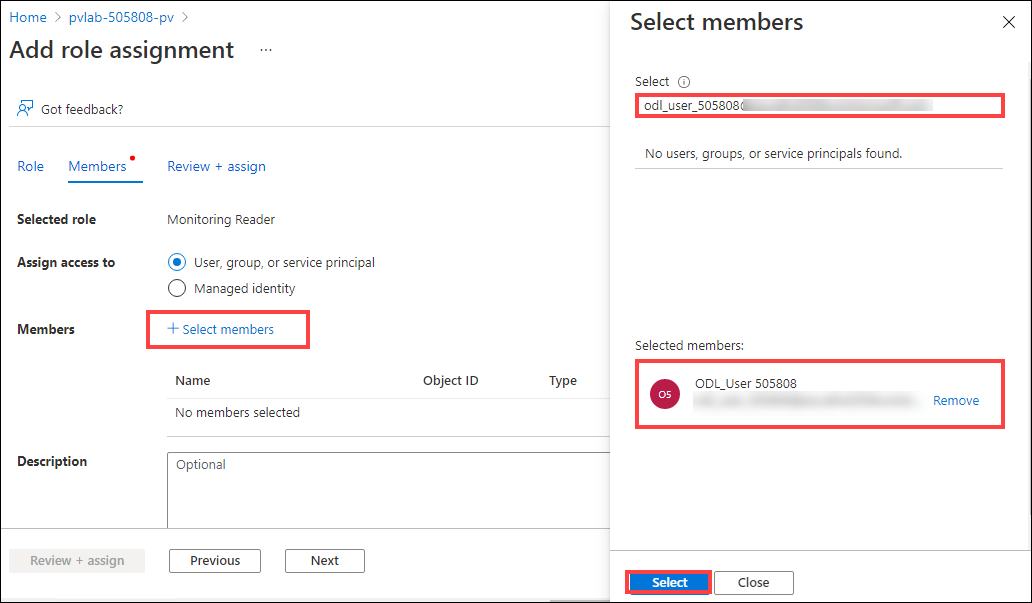 Home > pvlab-505808-pv >
Add role assignment ...
Got feedback?
Role Members Review + assign
Selected role Monitoring Reader
Assign access to User, group, or service principal
Managed identity
Members + Select members
Name Object ID Type
No members selected
Description Optional
Review + assign Previous Next
Select members
Select
odl_user_505808@
No users, groups, or service principals found.
Selected members:
O5 ODL_User 505808
Remove
Select Close